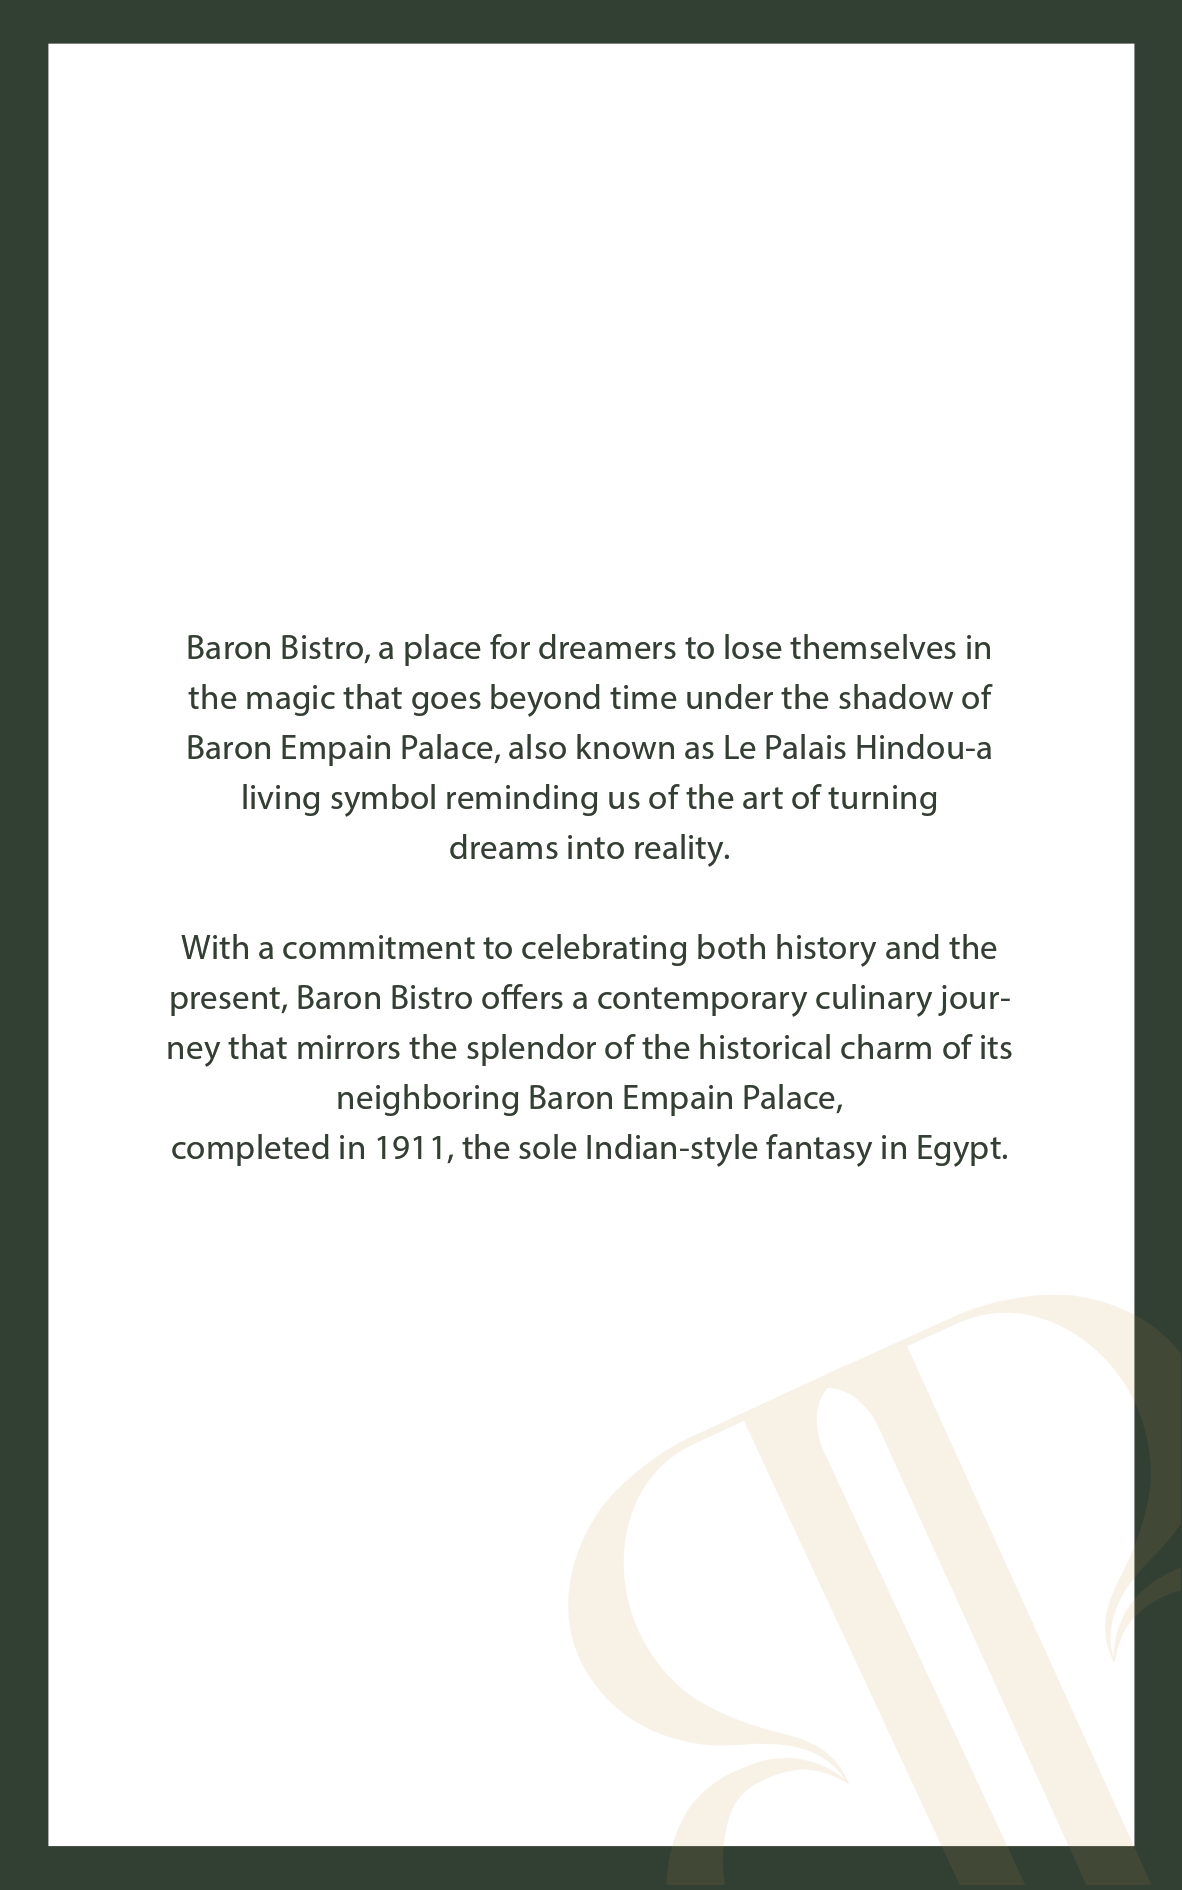 Baron Bistro, a place for dreamers to lose themselves in
the magic that goes beyond time under the shadow of
Baron Empain Palace, also known as Le Palais Hindou-a
living symbol reminding us of the art of turning
dreams into reality.
With a commitment to celebrating both history and the
present, Baron Bistro offers a contemporary culinary jour-
ney that mirrors the splendor of the historical charm of its
neighboring Baron Empain Palace,
completed in 1911, the sole Indian-style fantasy in Egypt.